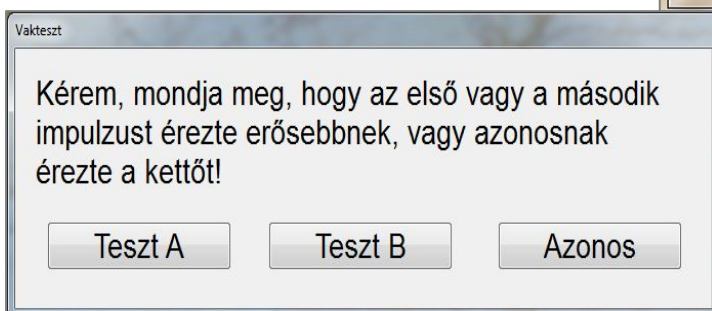 Vakteszt
Kérem, mondja meg, hogy az első vagy a második
impulzust érezte erősebbnek, vagy azonosnak
érezte a kettőt!
Teszt A
Teszt B
Azonos